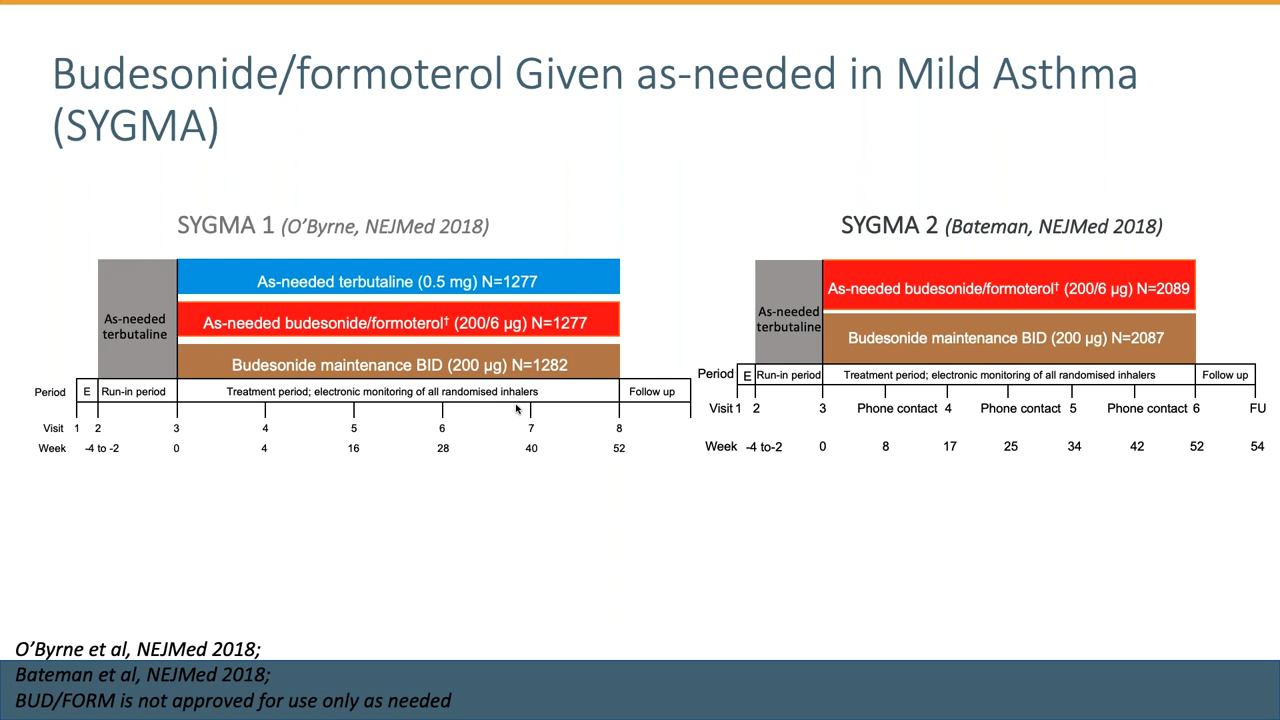 Budesonide/formoterol Given as-needed in Mild Asthma
(SYGMA)
SYGMA 1 (O’Byrne, NEJMed 2018)
As-needed
terbutaline
As-needed terbutaline (0.5 mg) N=1277
As-needed budesonide/formoterol† (200/6 µg) N=1277
Budesonide maintenance BID (200 µg) N=1282
Period E Run-in period Treatment period; electronic monitoring of all randomised inhalers Follow up
Visit 1 2 3 4 5 6 7 8
Week -4 to -2 0 4 16 28 40 52
SYGMA 2 (Bateman, NEJMed 2018)
As-needed
terbutaline
As-needed budesonide/formoterol† (200/6 µg) N=2089
Budesonide maintenance BID (200 µg) N=2087
Period E Run-in period Treatment period; electronic monitoring of all randomised inhalers Follow up
Visit 1 2 3 Phone contact 4 Phone contact 5 Phone contact 6 FU
Week -4 to-2 0 8 17 25 34 42 52 54
O’Byrne et al, NEJMed 2018;
Bateman et al, NEJMed 2018;
BUD/FORM is not approved for use only as needed